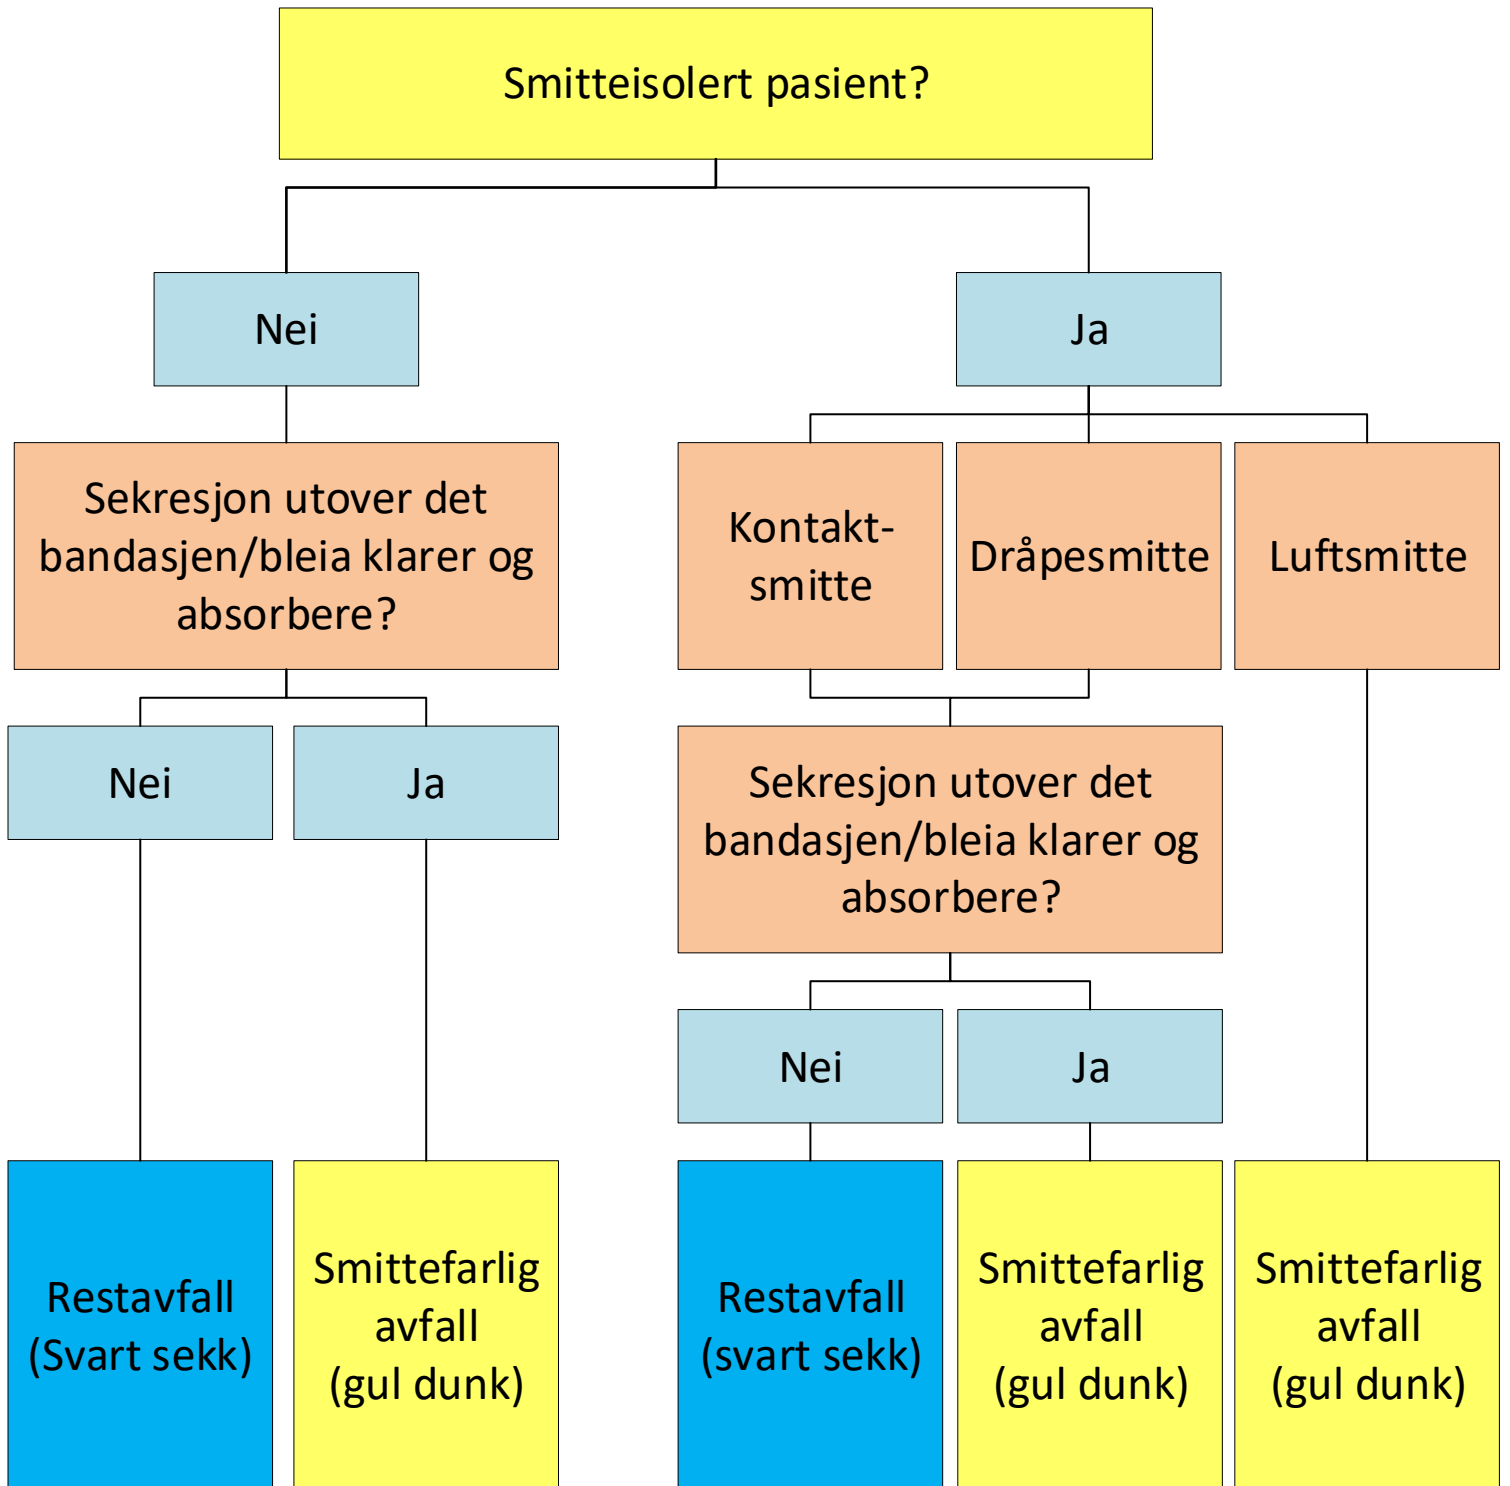 Smitteisolert pasient?
Nei
Ja
Sekresjon utover det
bandasjen/bleia klarer og
absorbere?
Kontakt-
smitte
Dråpesmitte
Luftsmitte
Nei
Ja
Sekresjon utover det
bandasjen/bleia klarer og
absorbere?
Nei
Ja
Restavfall
(Svart sekk)
Smittefarlig
avfall
(gul dunk)
Restavfall
(svart sekk)
Smittefarlig
avfall
(gul dunk)
Smittefarlig
avfall
(gul dunk)